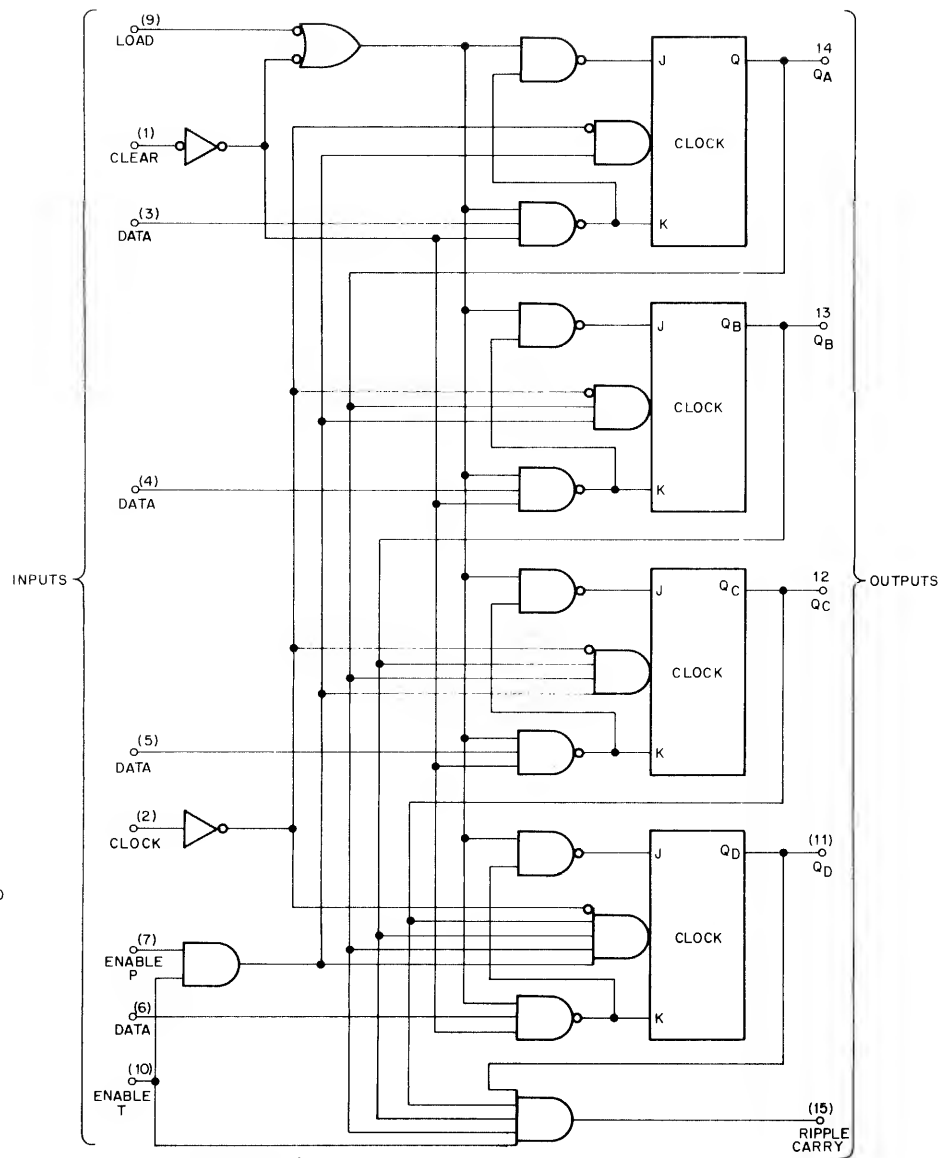 (9)
LOAD
(1)
CLEAR
(3)
DATA
(4)
DATA
INPUTS
(5)
DATA
(2)
CLOCK
(7)
ENABLE
P
(6)
DATA
(10)
ENABLE
T
J
Q
CLOCK
K
14
QA
J
QB
CLOCK
K
13
QB
J
QC
CLOCK
K
12
QC
OUTPUTS
J
QD
CLOCK
K
(11)
QD
(15)
RIPPLE
CARRY